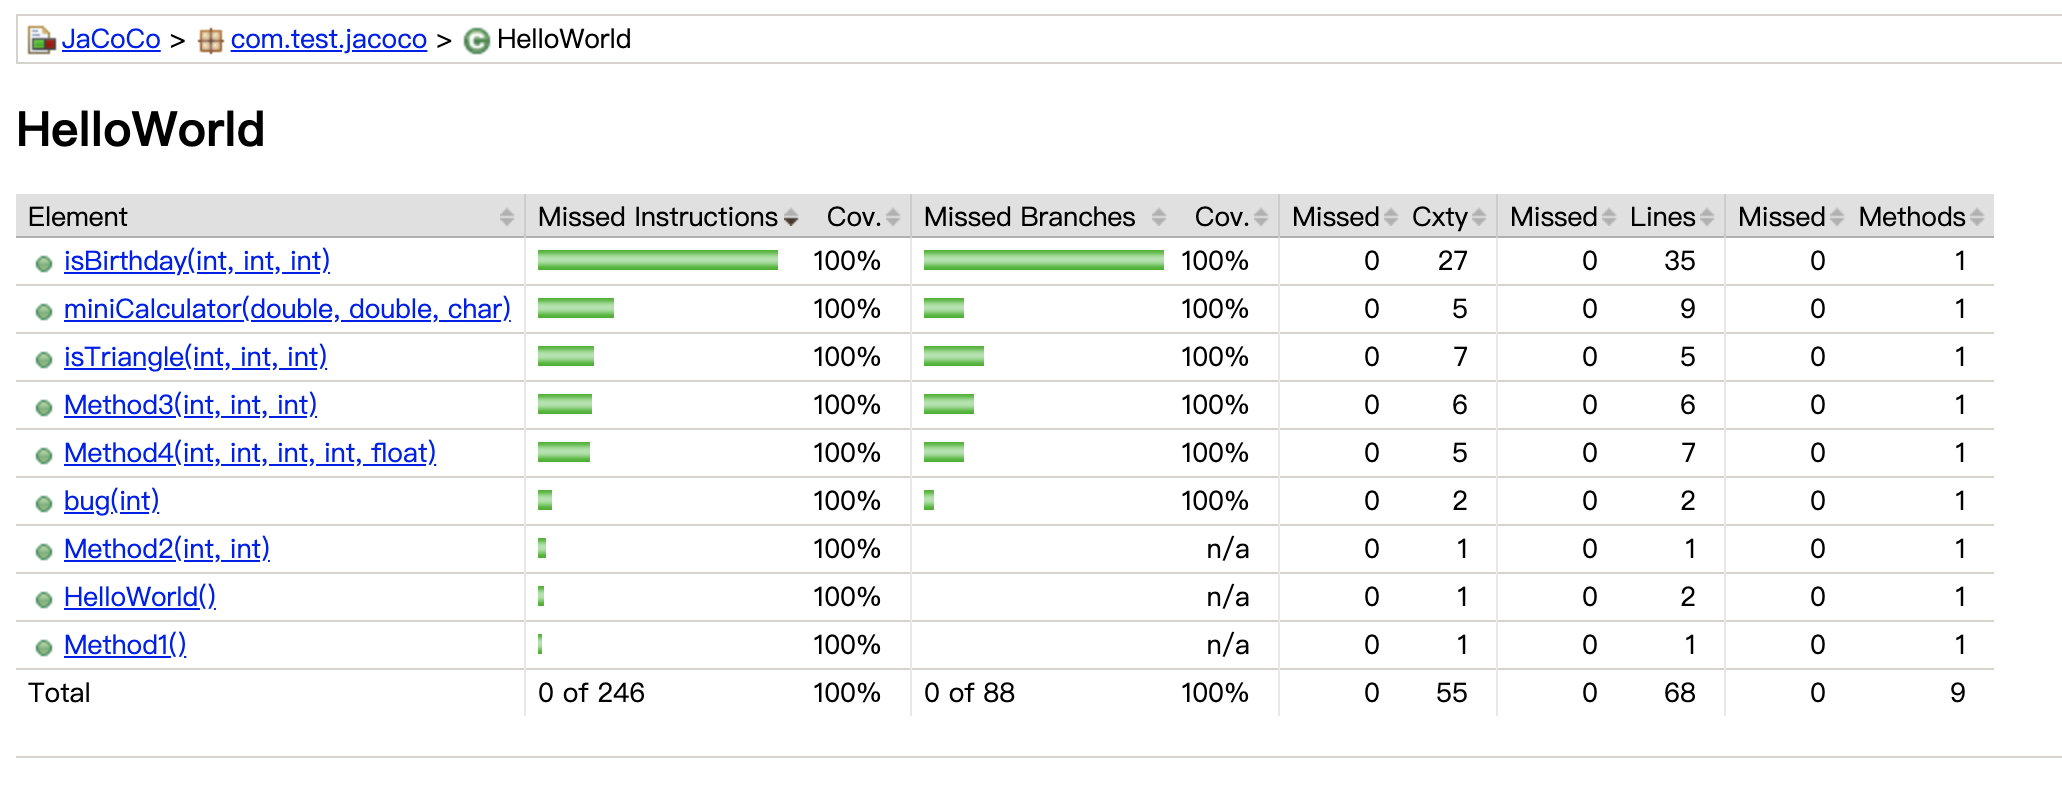 JaCoCo > com.test.jacoco > HelloWorld
HelloWorld
Element Missed Instructions Cov. Missed Branches Cov. Missed Cxty Missed Lines Missed Methods
isBirthday(int, int, int) 100% 100% 0 27 0 35 0 1
miniCalculator(double, double, char) 100% 100% 0 5 0 9 0 1
isTriangle(int, int, int) 100% 100% 0 7 0 5 0 1
Method3(int, int, int) 100% 100% 0 6 0 6 0 1
Method4(int, int, int, int, float) 100% 100% 0 5 0 7 0 1
bug(int) 100% 100% 0 2 0 2 0 1
Method2(int, int) 100% n/a 0 1 0 1 0 1
HelloWorld() 100% n/a 0 1 0 2 0 1
Method1() 100% n/a 0 1 0 1 0 1
Total 0 of 246 100% 0 of 88 100% 0 55 0 68 0 9